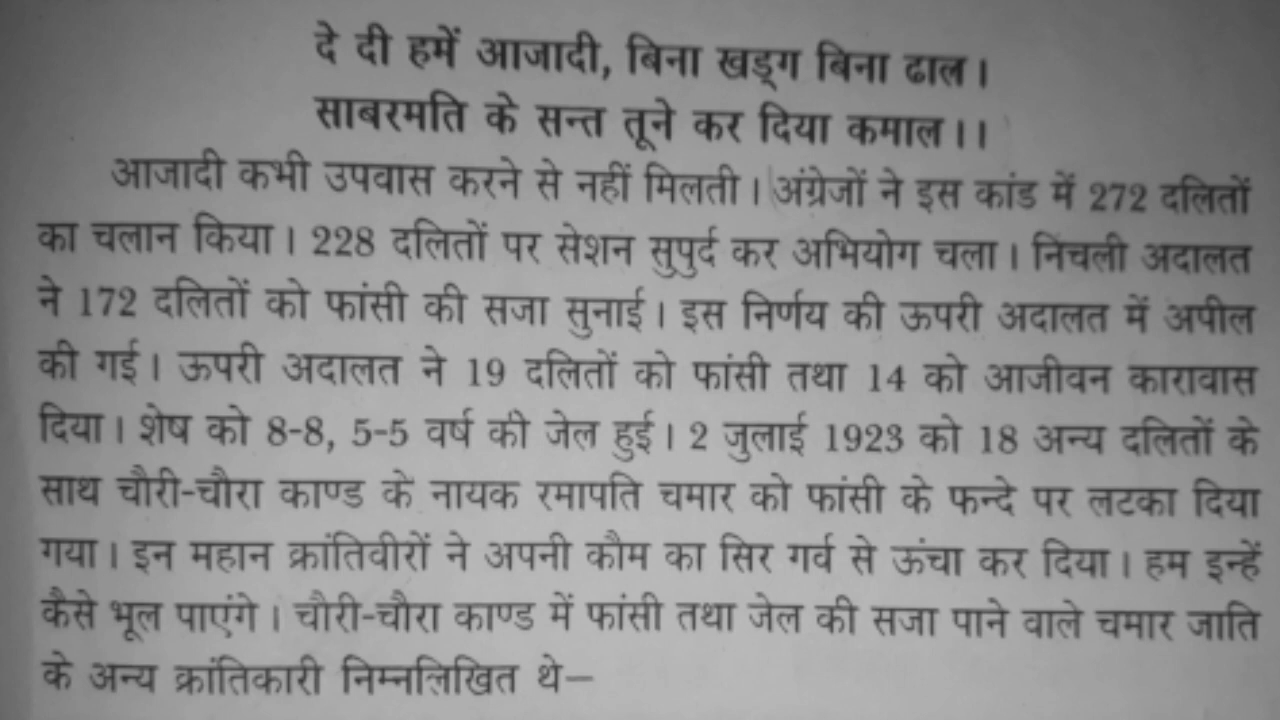 दे दी हमें आजादी, बिना खड्ग बिना ढाल।
साबरमति के सन्त तूने कर दिया कमाल।।
आजादी कभी उपवास करने से नहीं मिलती। अंग्रेजों ने इस कांड में 272 दलितों
का चलान किया। 228 दलितों पर सेशन सुपुर्द कर अभियोग चला। निचली अदालत
ने 172 दलितों को फांसी की सजा सुनाई। इस निर्णय की ऊपरी अदालत में अपील
की गई। ऊपरी अदालत ने 19 दलितों को फांसी तथा 14 को आजीवन कारावास
दिया। शेष को 8-8, 5-5 वर्ष की जेल हुई। 2 जुलाई 1923 को 18 अन्य दलितों के
साथ चौरी-चौरा काण्ड के नायक रमापति चमार को फांसी के फन्दे पर लटका दिया
गया। इन महान क्रांतिवीरों ने अपनी कौम का सिर गर्व से ऊंचा कर दिया। हम इन्हें
कैसे भूल पाएंगे। चौरी-चौरा काण्ड में फांसी तथा जेल की सजा पाने वाले चमार जाति
के अन्य क्रांतिकारी निम्नलिखित थे—